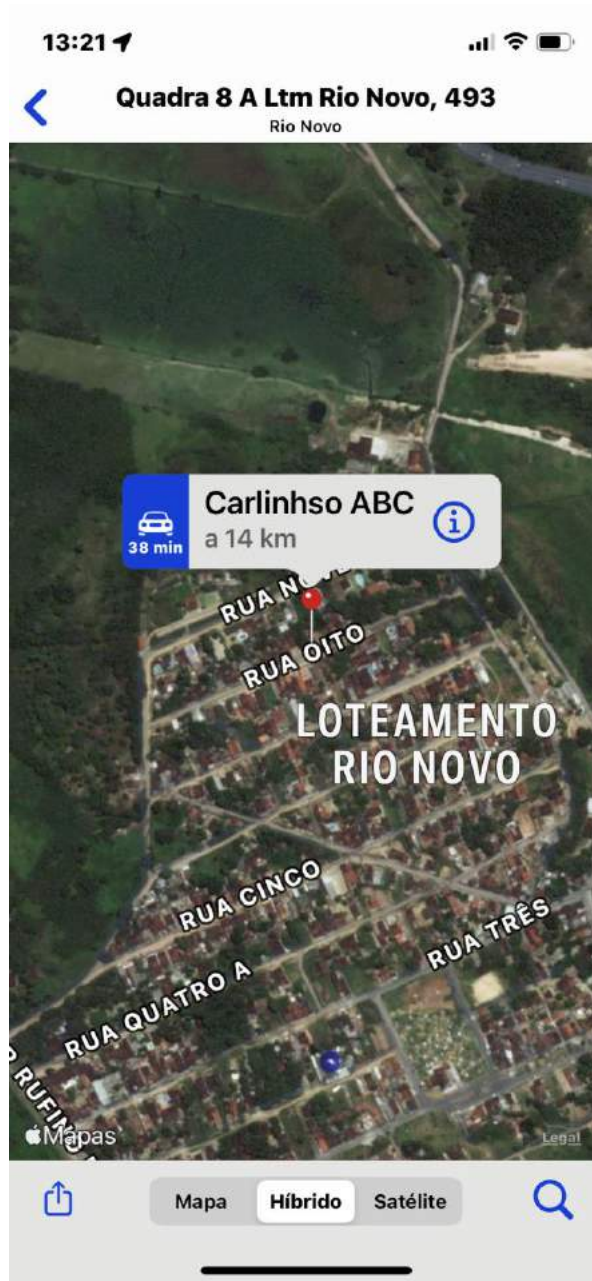 13:21
Quadra 8 A Ltm Rio Novo, 493
Rio Novo
Carlinhso ABC
38 min
a 14 km
RUA NOVE
RUA OITO
LOTEAMENTO
RIO NOVO
RUA CINCO
RUA TRÊS
RUA QUATRO A
RUFINO
Mapas
Legal
Mapa
Híbrido
Satélite